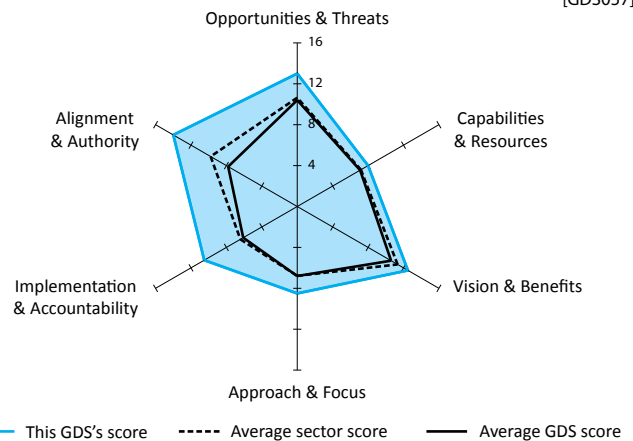 [GDS057]
Opportunities & Threats
16
12
8
4
Alignment
& Authority
Capabilities
& Resources
Implementation
& Accountability
Vision & Benefits
Approach & Focus
This GDS's score
Average sector score
Average GDS score